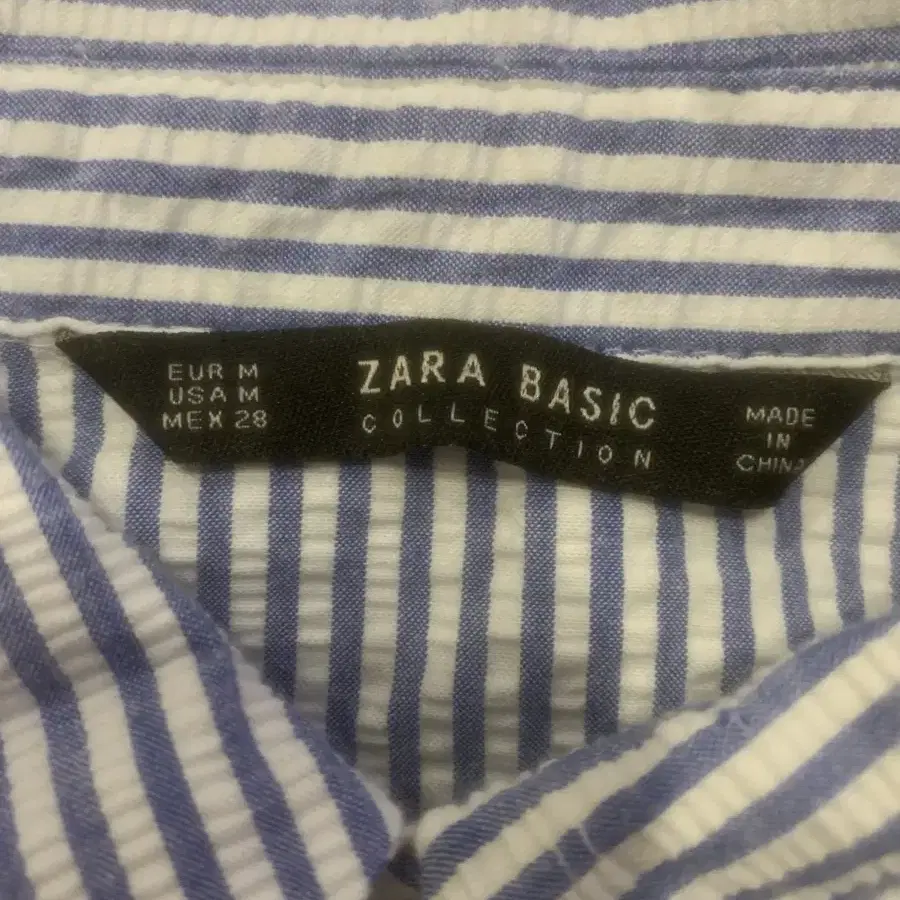 EUR M
USA M
MEX 28
ZARA BASIC
COLLECTION
MADE
IN
CHINA